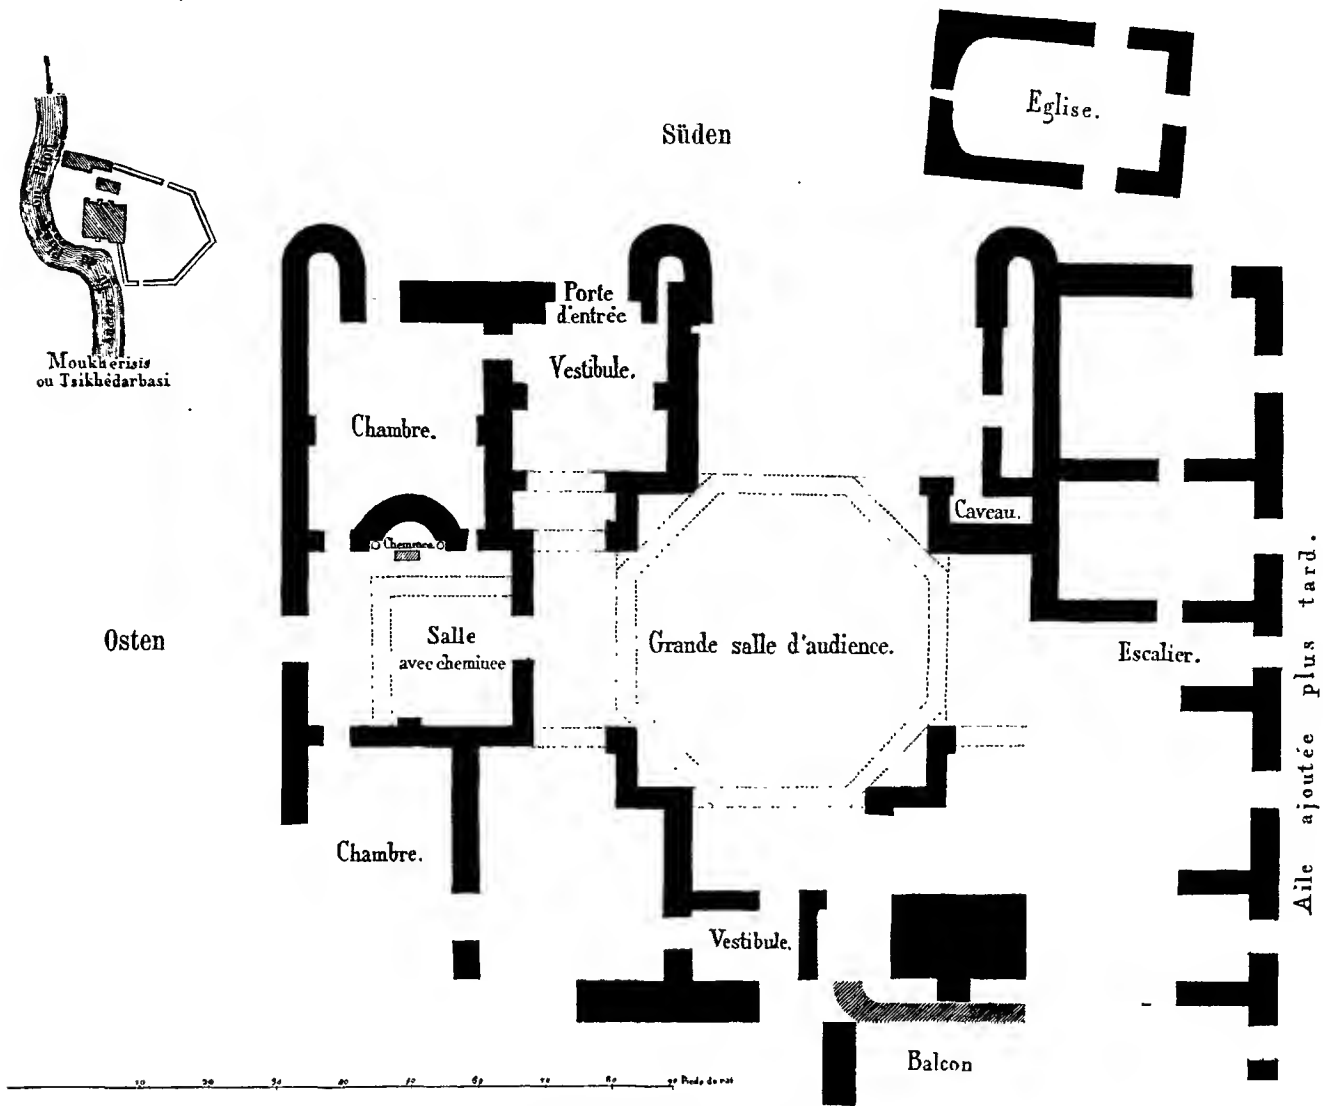 Süden
Eglise.
Moukhérisis
ou Tsikhédarbasi
Porte
d'entrée
Vestibule.
Chambre.
Caveau.
Cheminée
Osten
Salle
avec cheminee
Grande salle d'audience.
Escalier.
Aile ajoutée plus tard.
Chambre.
Vestibule.
Balcon
10 20 30 40 50 60 70 80 90 Pieds de roi